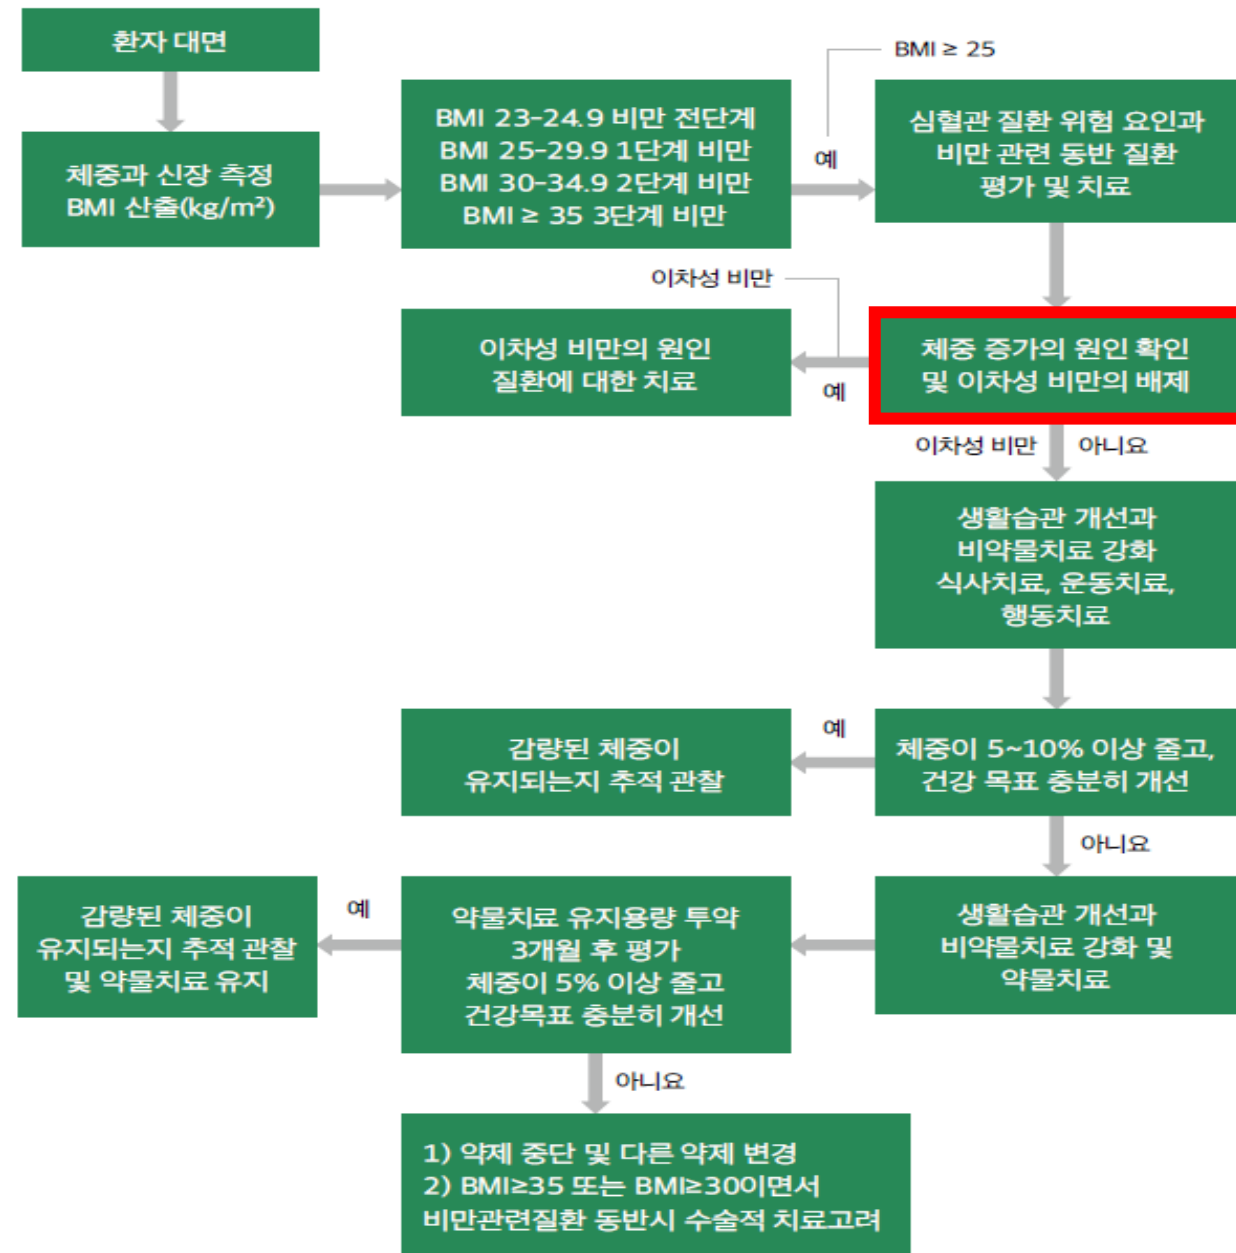 환자 대면
체중과 신장 측정
BMI 산출(kg/m²)
BMI 23-24.9 비만 전단계
BMI 25-29.9 1단계 비만
BMI 30-34.9 2단계 비만
BMI ≥ 35 3단계 비만
예
BMI ≥ 25
심혈관 질환 위험 요인과
비만 관련 동반 질환
평가 및 치료
체중 증가의 원인 확인
및 이차성 비만의 배제
이차성 비만
예
이차성 비만의 원인
질환에 대한 치료
이차성 비만 아니요
생활습관 개선과
비약물치료 강화
식사치료, 운동치료,
행동치료
체중이 5~10% 이상 줄고,
건강 목표 충분히 개선
예
감량된 체중이
유지되는지 추적 관찰
아니요
생활습관 개선과
비약물치료 강화 및
약물치료
약물치료 유지용량 투약
3개월 후 평가
체중이 5% 이상 줄고
건강목표 충분히 개선
예
감량된 체중이
유지되는지 추적 관찰
및 약물치료 유지
아니요
1) 약제 중단 및 다른 약제 변경
2) BMI≥35 또는 BMI≥30이면서
비만관련질환 동반시 수술적 치료고려